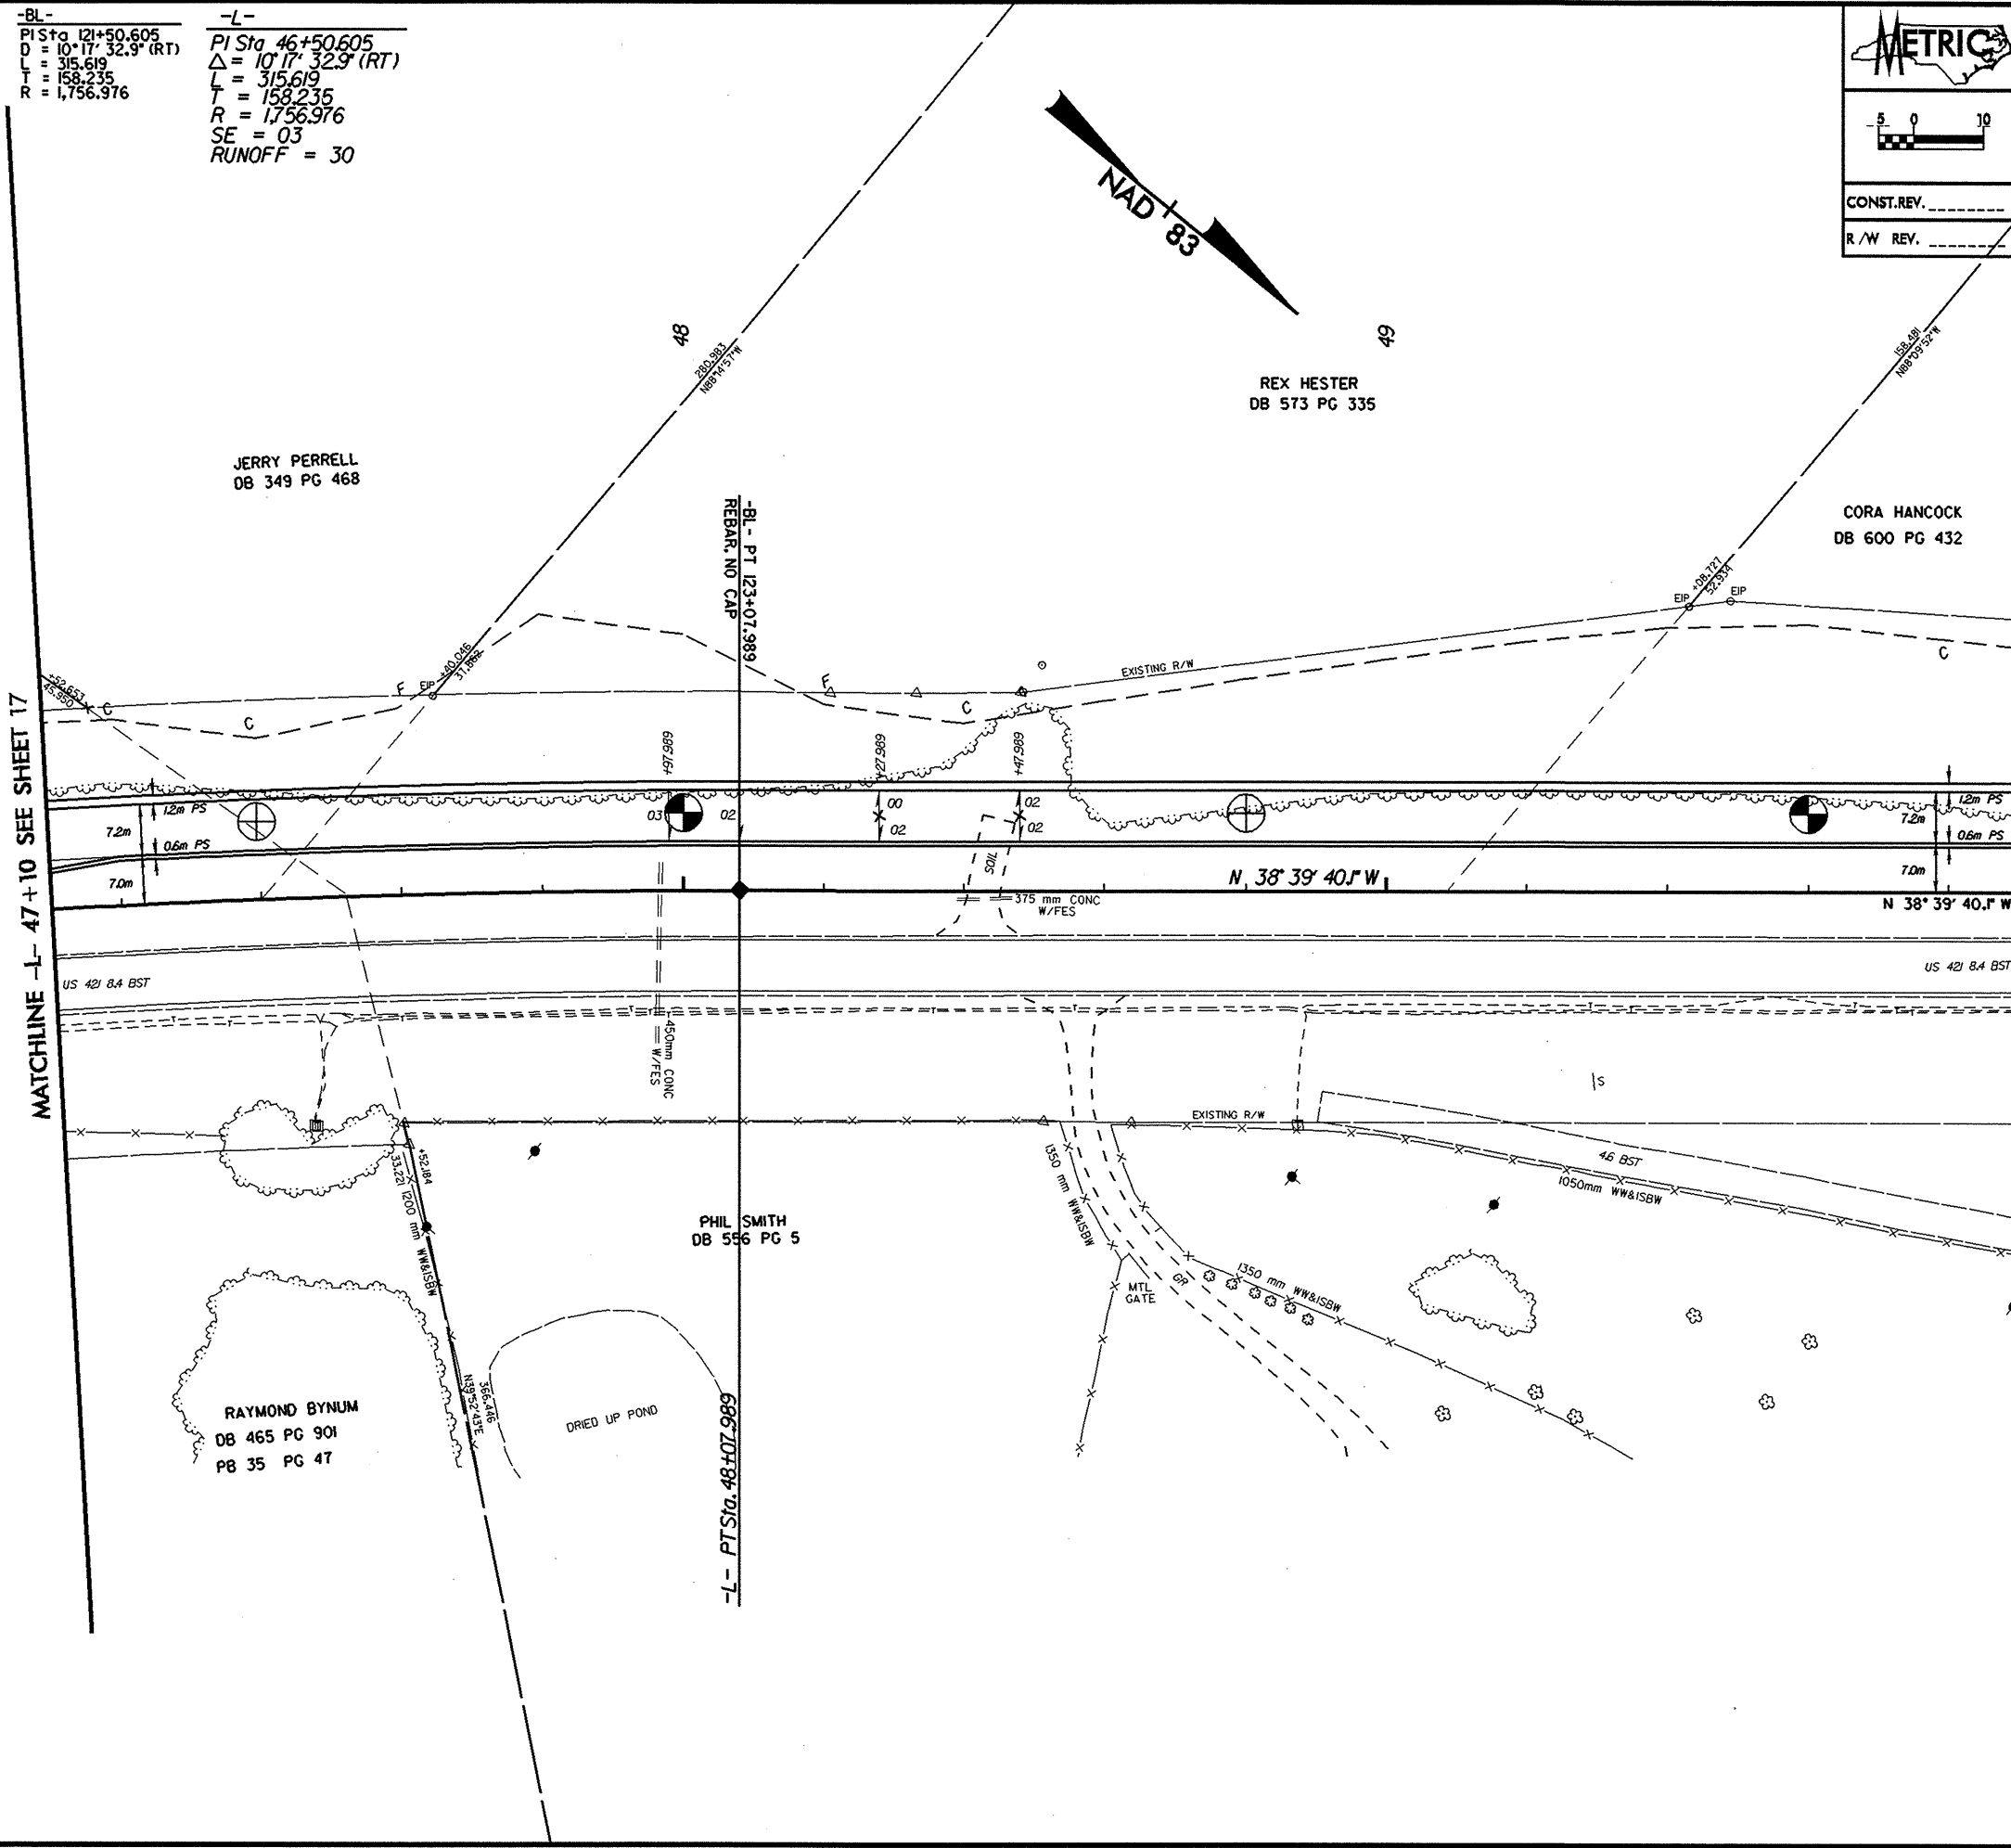 -BL-
PI Sta 121+50.605
D = 10°17' 32.9" (RT)
L = 315.619
T = 158.235
R = 1,756.976
-L-
PI Sta 46+50.605
△ = 10°17' 32.9" (RT)
L = 315.619
T = 158.235
R = 1,756.976
SE = 03
RUNOFF = 30
METRIC
5 0 10
CONST.REV.
R/W REV.
NAD 83
48
49
280.983
N88°14'57"W
158.481
N88°09'52"W
REX HESTER
DB 573 PG 335
JERRY PERRELL
DB 349 PG 468
CORA HANCOCK
DB 600 PG 432
-BL- PT 123+07.989
REBAR, NO CAP
+08.727
52.934
EIP
EIP
+40.046
37.862
EIP
F
F
+52.653
45.950
C
C
C
C
EXISTING R/W
MATCHLINE -L- 47+10 SEE SHEET 17
+97.989
+27.989
+47.989
1.2m PS
7.2m
0.6m PS
7.0m
03
02
00
02
02
02
1.2m PS
7.2m
0.6m PS
7.0m
SOIL
N 38° 39' 40.1" W
N 38° 39' 40.1" W
375 mm CONC
W/FES
US 421 8.4 BST
US 421 8.4 BST
450mm CONC
W/FES
S
EXISTING R/W
4.6 BST
1050mm WW&1SBW
+52.184
33.221
1200 mm WW&1SBW
1350 mm WW&1SBW
PHIL SMITH
DB 556 PG 5
MTL
GATE
GR
1350 mm WW&1SBW
366.446
N39°52'43"E
DRIED UP POND
RAYMOND BYNUM
DB 465 PG 901
PB 35 PG 47
-L- PT Sta. 48+07.989